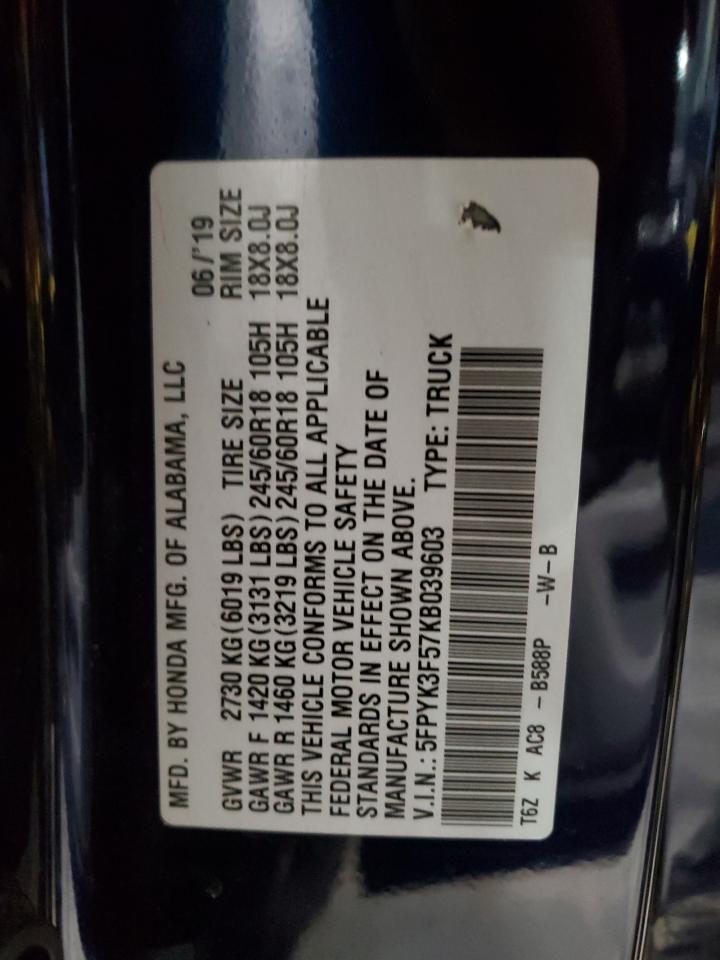 MFD. BY HONDA MFG. OF ALABAMA, LLC
06/'19
GVWR 2730 KG(6019 LBS) TIRE SIZE RIM SIZE
GAWR F 1420 KG(3131 LBS) 245/60R18 105H 18X8.0J
GAWR R 1460 KG(3219 LBS) 245/60R18 105H 18X8.0J
THIS VEHICLE CONFORMS TO ALL APPLICABLE
FEDERAL MOTOR VEHICLE SAFETY
STANDARDS IN EFFECT ON THE DATE OF
MANUFACTURE SHOWN ABOVE.
V.I.N.: 5FPYK3F57KB039603 TYPE: TRUCK
T6Z K AC8 - B588P -W-B